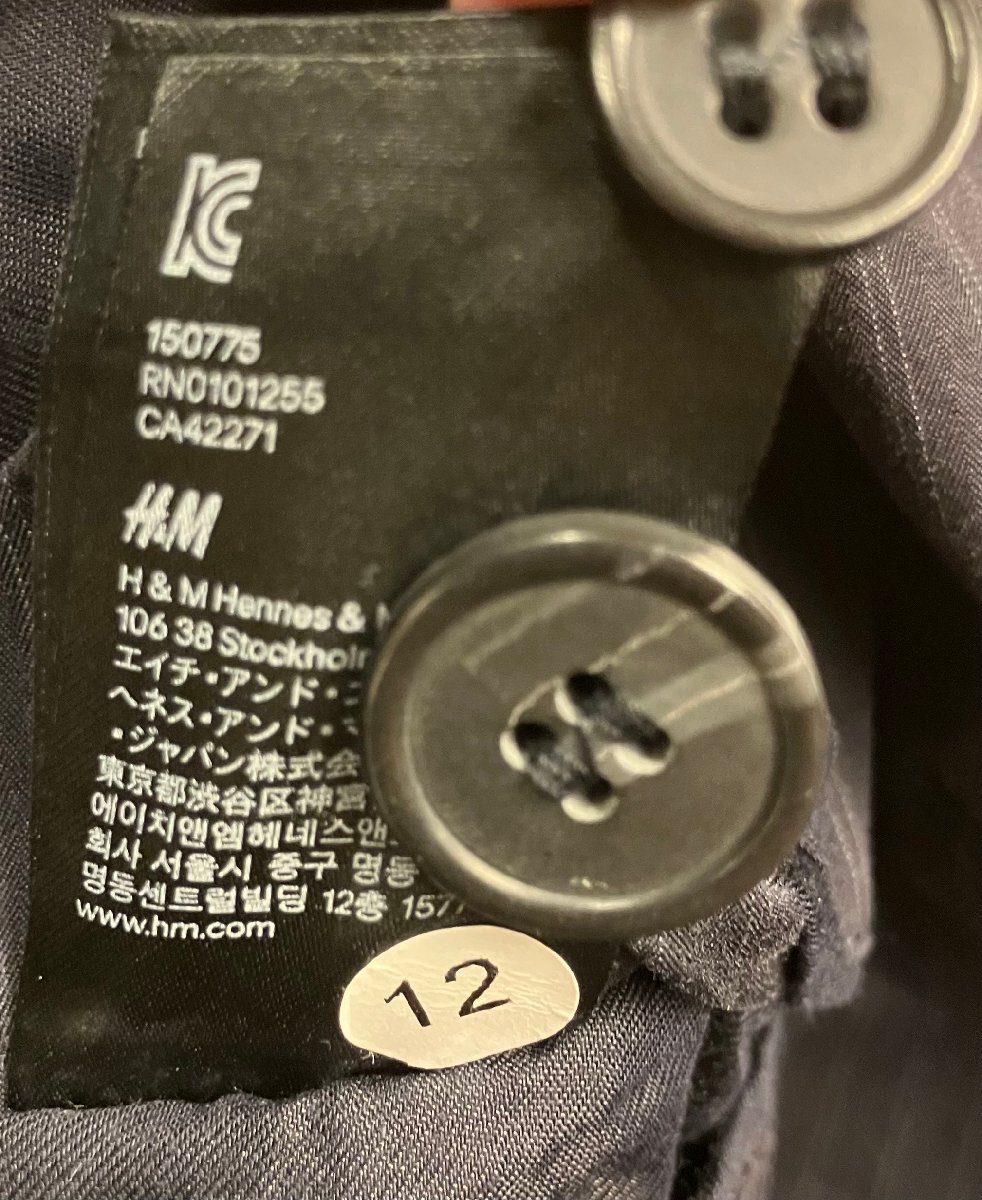 KC
150775
RN0101255
CA42271
H&M
H & M Hennes &
106 38 Stockholm
エイチ・アンド・
ヘネス・アンド・
・ジャパン株式会
東京都渋谷区神宮
에이치앤엠헤네스앤
회사 서울시 중구 명동
명동센트럴빌딩 12층 157
www.hm.com
12